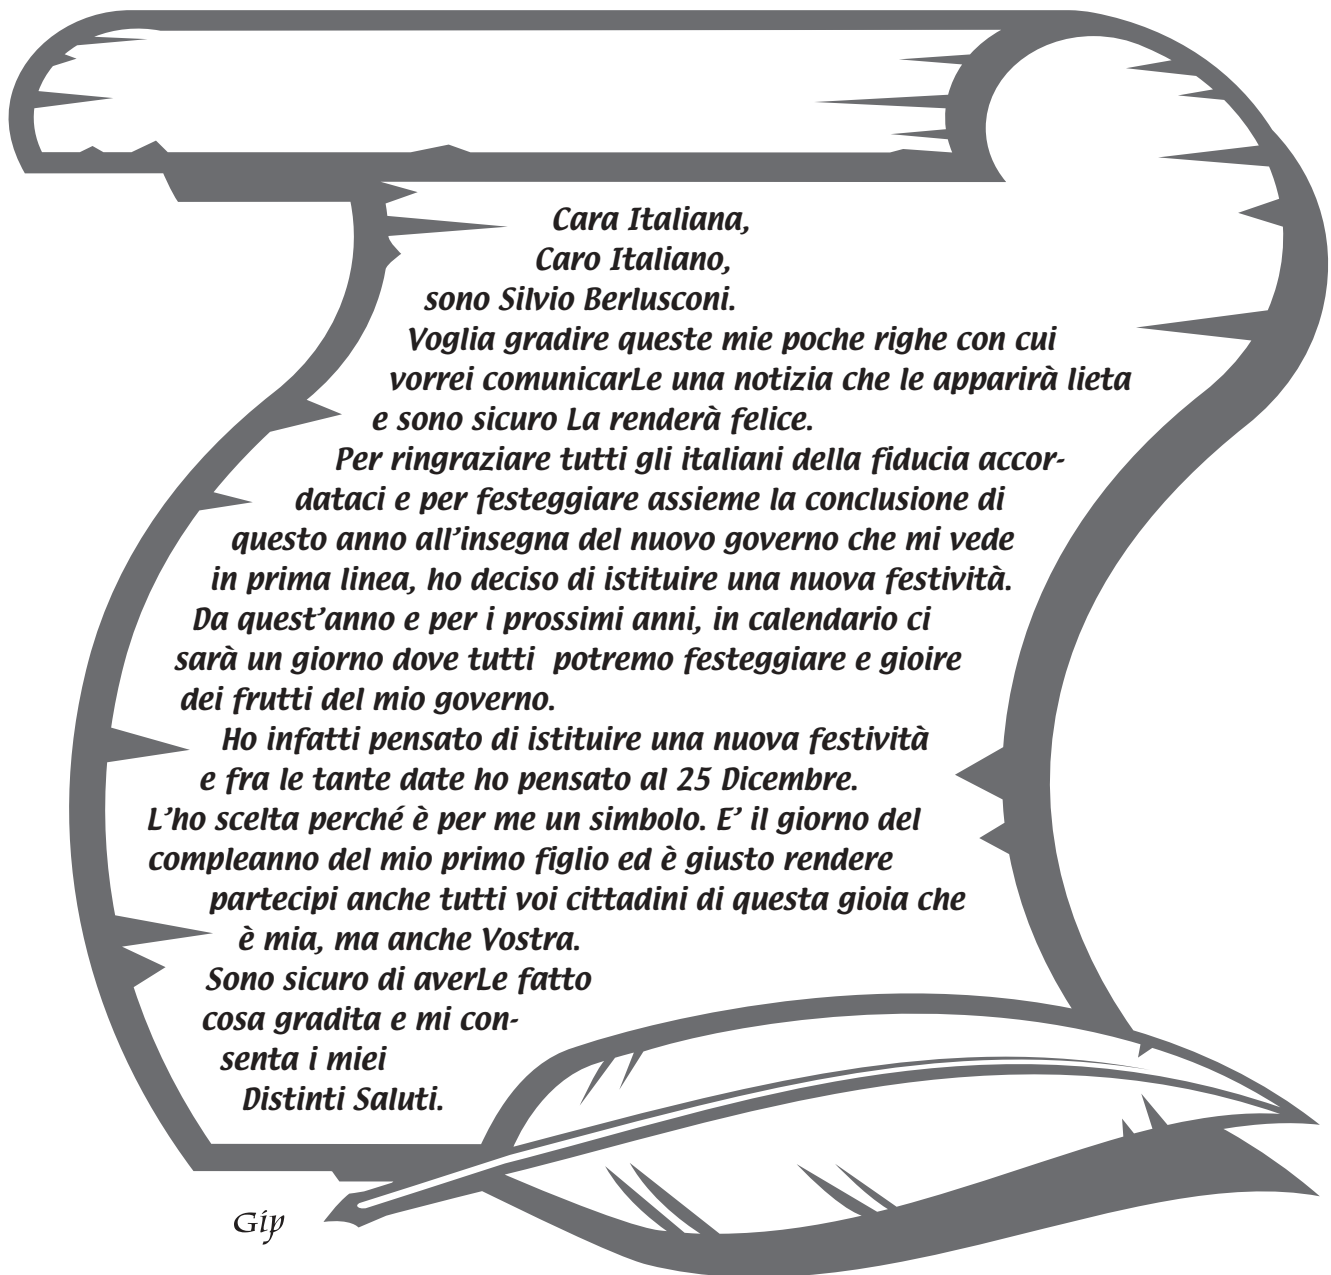 Cara Italiana,
Caro Italiano,
sono Silvio Berlusconi.
Voglia gradire queste mie poche righe con cui
vorrei comunicarLe una notizia che le apparirà lieta
e sono sicuro La renderà felice.
Per ringraziare tutti gli italiani della fiducia accor-
dataci e per festeggiare assieme la conclusione di
questo anno all'insegna del nuovo governo che mi vede
in prima linea, ho deciso di istituire una nuova festività.
Da quest'anno e per i prossimi anni, in calendario ci
sarà un giorno dove tutti  potremo festeggiare e gioire
dei frutti del mio governo.
Ho infatti pensato di istituire una nuova festività
e fra le tante date ho pensato al 25 Dicembre.
L'ho scelta perché è per me un simbolo. E' il giorno del
compleanno del mio primo figlio ed è giusto rendere
partecipi anche tutti voi cittadini di questa gioia che
è mia, ma anche Vostra.
Sono sicuro di averLe fatto
cosa gradita e mi con-
senta i miei
Distinti Saluti.
Gip